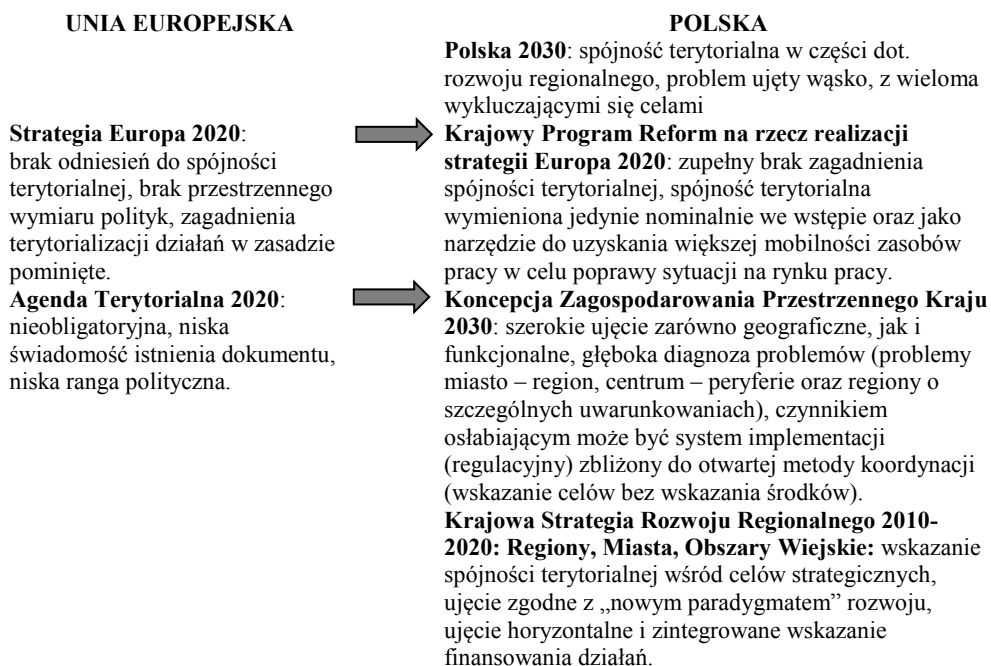 UNIA EUROPEJSKA
Strategia Europa 2020:
brak odniesień do spójności
terytorialnej, brak przestrzennego
wymiaru polityk, zagadnienia
terytorializacji działań w zasadzie
pominięte.
Agenda Terytorialna 2020:
nieobligatoryjna, niska
świadomość istnienia dokumentu,
niska ranga polityczna.
POLSKA
Polska 2030: spójność terytorialna w części dot.
rozwoju regionalnego, problem ujęty wąsko, z wieloma
wykluczającymi się celami
Krajowy Program Reform na rzecz realizacji
strategii Europa 2020: zupełny brak zagadnienia
spójności terytorialnej, spójność terytorialna
wymieniona jedynie nominalnie we wstępie oraz jako
narzędzie do uzyskania większej mobilności zasobów
pracy w celu poprawy sytuacji na rynku pracy.
Koncepcja Zagospodarowania Przestrzennego Kraju
2030: szerokie ujęcie zarówno geograficzne, jak i
funkcjonalne, głęboka diagnoza problemów (problemy
miasto – region, centrum – peryferie oraz regiony o
szczególnych uwarunkowaniach), czynnikiem
osłabiającym może być system implementacji
(regulacyjny) zbliżony do otwartej metody koordynacji
(wskazanie celów bez wskazania środków).
Krajowa Strategia Rozwoju Regionalnego 2010-
2020: Regiony, Miasta, Obszary Wiejskie: wskazanie
spójności terytorialnej wśród celów strategicznych,
ujęcie zgodne z „nowym paradygmatem” rozwoju,
ujęcie horyzontalne i zintegrowane wskazanie
finansowania działań.